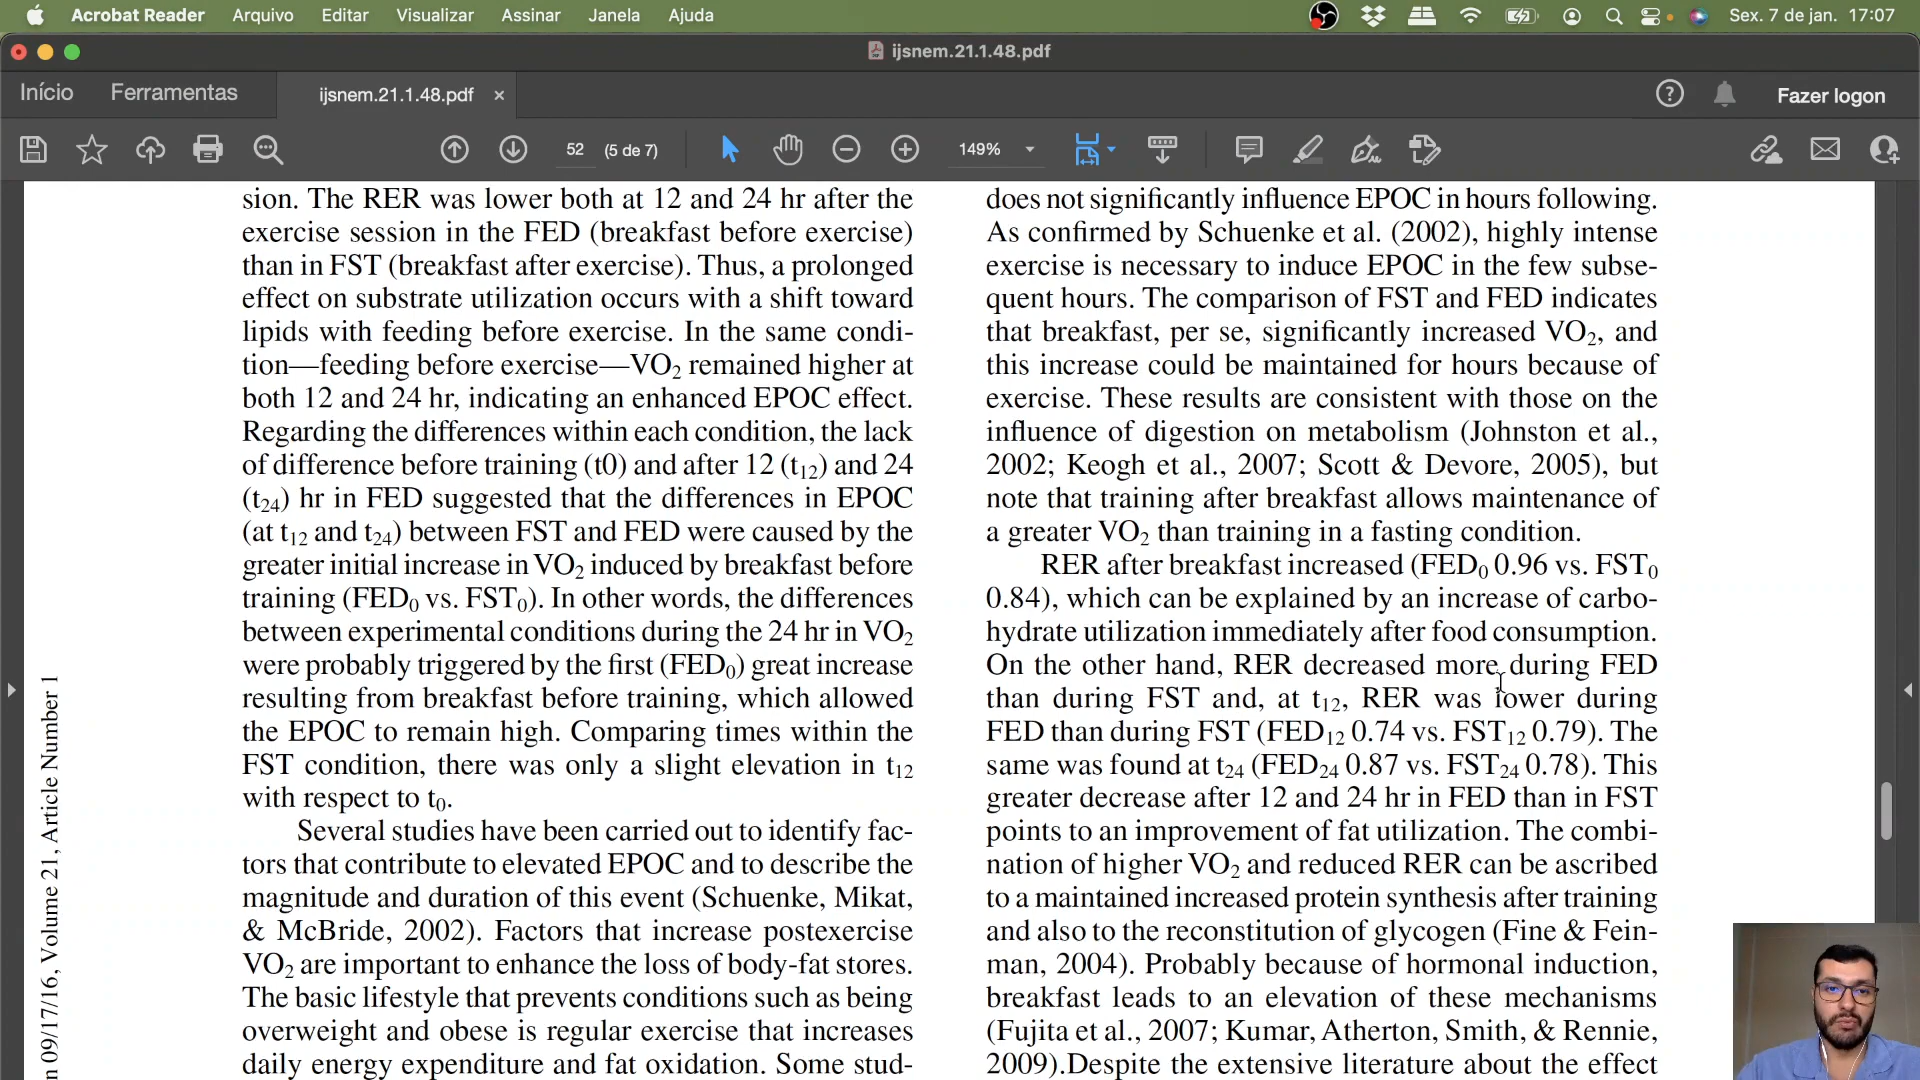 Acrobat Reader Arquivo Editar Visualizar Assinar Janela Ajuda Sex. 7 de jan. 17:07
ijsnem.21.1.48.pdf
Início Ferramentas ijsnem.21.1.48.pdf × Fazer logon
52 (5 de 7) 149%
sion. The RER was lower both at 12 and 24 hr after the
exercise session in the FED (breakfast before exercise)
than in FST (breakfast after exercise). Thus, a prolonged
effect on substrate utilization occurs with a shift toward
lipids with feeding before exercise. In the same condi-
tion—feeding before exercise—VO₂ remained higher at
both 12 and 24 hr, indicating an enhanced EPOC effect.
Regarding the differences within each condition, the lack
of difference before training (t0) and after 12 (t₁₂) and 24
(t₂₄) hr in FED suggested that the differences in EPOC
(at t₁₂ and t₂₄) between FST and FED were caused by the
greater initial increase in VO₂ induced by breakfast before
training (FED₀ vs. FST₀). In other words, the differences
between experimental conditions during the 24 hr in VO₂
were probably triggered by the first (FED₀) great increase
resulting from breakfast before training, which allowed
the EPOC to remain high. Comparing times within the
FST condition, there was only a slight elevation in t₁₂
with respect to t₀.
Several studies have been carried out to identify fac-
tors that contribute to elevated EPOC and to describe the
magnitude and duration of this event (Schuenke, Mikat,
& McBride, 2002). Factors that increase postexercise
VO₂ are important to enhance the loss of body-fat stores.
The basic lifestyle that prevents conditions such as being
overweight and obese is regular exercise that increases
daily energy expenditure and fat oxidation. Some stud-
does not significantly influence EPOC in hours following.
As confirmed by Schuenke et al. (2002), highly intense
exercise is necessary to induce EPOC in the few subse-
quent hours. The comparison of FST and FED indicates
that breakfast, per se, significantly increased VO₂, and
this increase could be maintained for hours because of
exercise. These results are consistent with those on the
influence of digestion on metabolism (Johnston et al.,
2002; Keogh et al., 2007; Scott & Devore, 2005), but
note that training after breakfast allows maintenance of
a greater VO₂ than training in a fasting condition.
RER after breakfast increased (FED₀ 0.96 vs. FST₀
0.84), which can be explained by an increase of carbo-
hydrate utilization immediately after food consumption.
On the other hand, RER decreased more during FED
than during FST and, at t₁₂, RER was lower during
FED than during FST (FED₁₂ 0.74 vs. FST₁₂ 0.79). The
same was found at t₂₄ (FED₂₄ 0.87 vs. FST₂₄ 0.78). This
greater decrease after 12 and 24 hr in FED than in FST
points to an improvement of fat utilization. The combi-
nation of higher VO₂ and reduced RER can be ascribed
to a maintained increased protein synthesis after training
and also to the reconstitution of glycogen (Fine & Fein-
man, 2004). Probably because of hormonal induction,
breakfast leads to an elevation of these mechanisms
(Fujita et al., 2007; Kumar, Atherton, Smith, & Rennie,
2009).Despite the extensive literature about the effect
n 09/17/16, Volume 21, Article Number 1